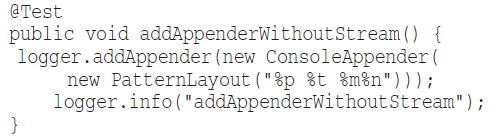 @Test
public void addAppenderWithoutStream() {
logger.addAppender(new ConsoleAppender(
new PatternLayout("%p %t %m%n")));
logger.info("addAppenderWithoutStream");
}